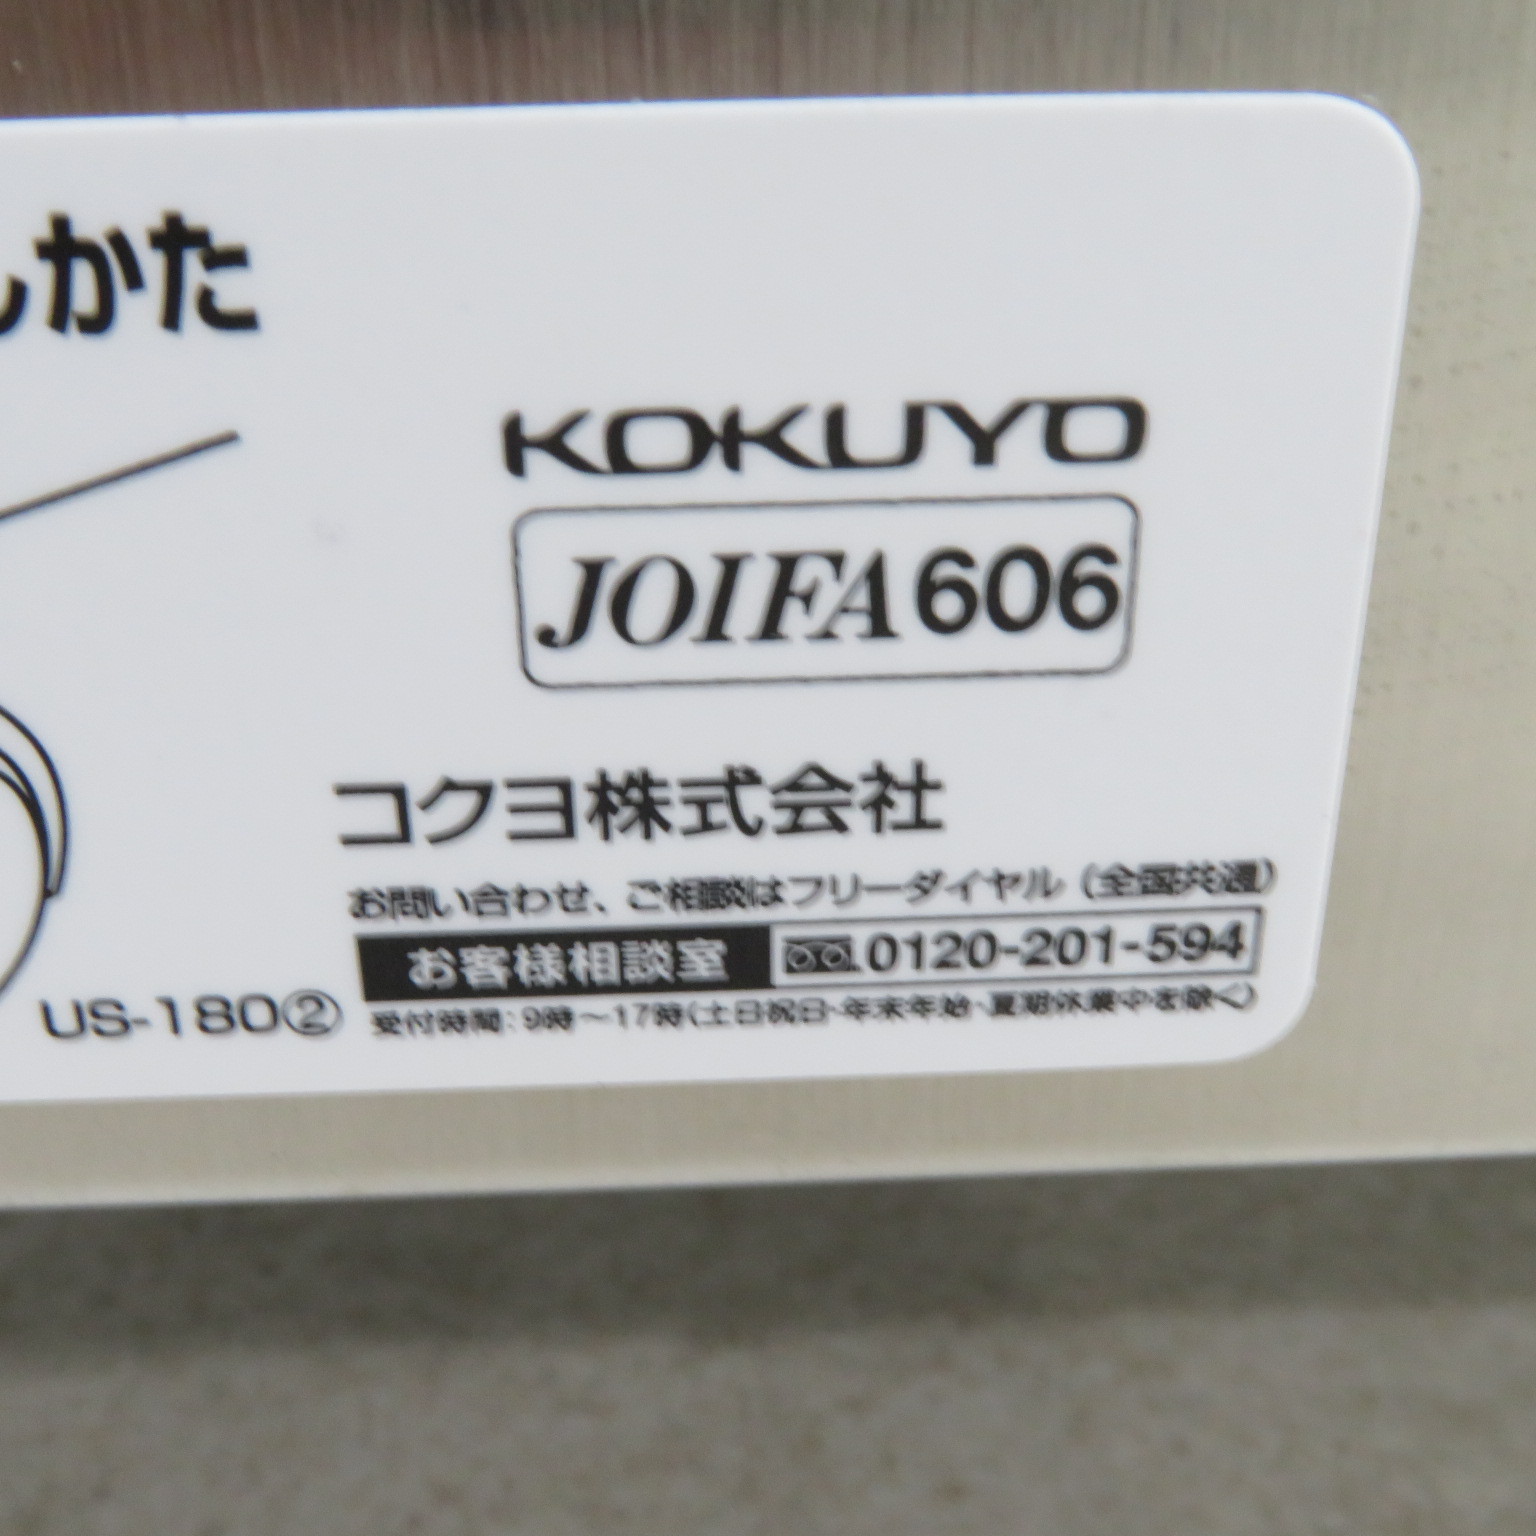 しかた
KOKUYO
JOIFA606
コクヨ株式会社
お問い合わせ、ご相談はフリーダイヤル(全国共通)
お客様相談室 0120-201-594
US-180② 受付時間:9時〜17時(土日祝日・年末年始・夏期休業中を除く)